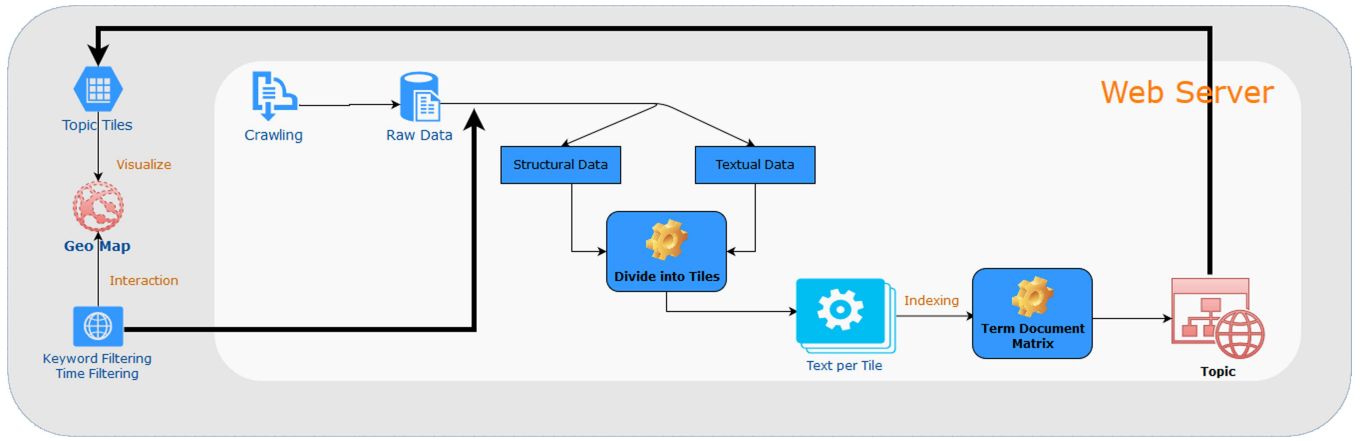 Web Server
Topic Tiles
Crawling
Raw Data
Visualize
Structural Data
Textual Data
Geo Map
Interaction
Divide into Tiles
Indexing
Term Document
Matrix
Keyword Filtering
Time Filtering
Text per Tile
Topic